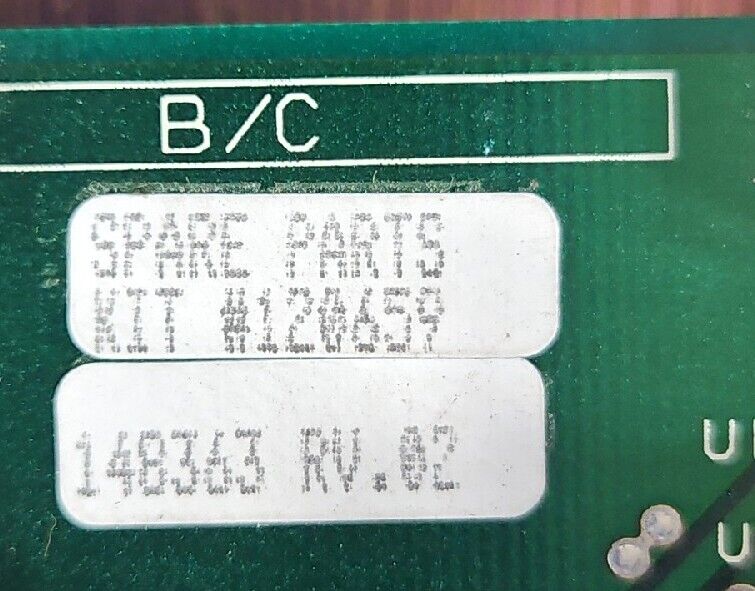 B/C
SPARE PARTS
KIT #120659
148363 RV.02
U
U